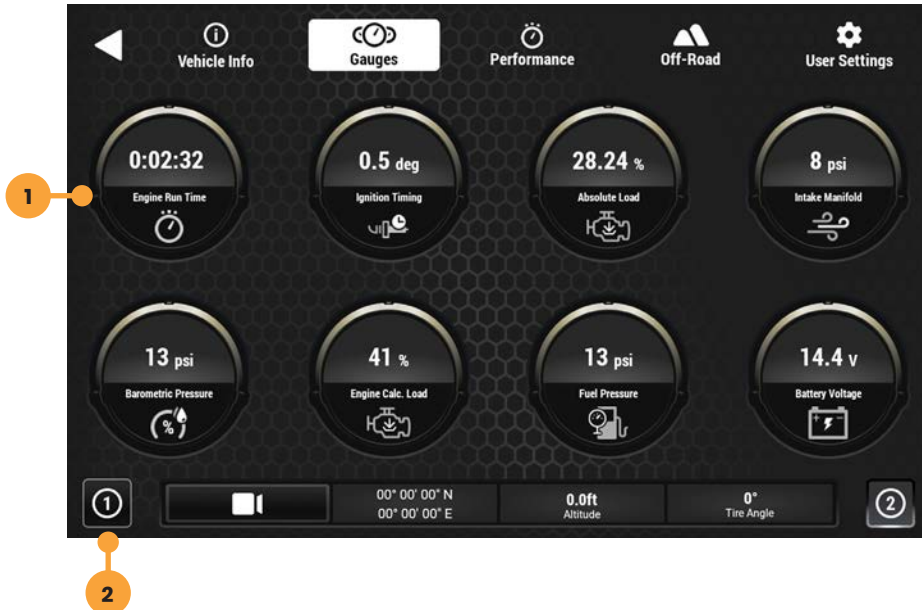 Vehicle Info
Gauges
Performance
Off-Road
User Settings
0:02:32
Engine Run Time
0.5 deg
Ignition Timing
28.24 %
Absolute Load
8 psi
Intake Manifold
1
13 psi
Barometric Pressure
%
41 %
Engine Calc. Load
13 psi
Fuel Pressure
14.4 V
Battery Voltage
1
00° 00' 00" N
00° 00' 00" E
0.0ft
Altitude
0°
Tire Angle
2
2